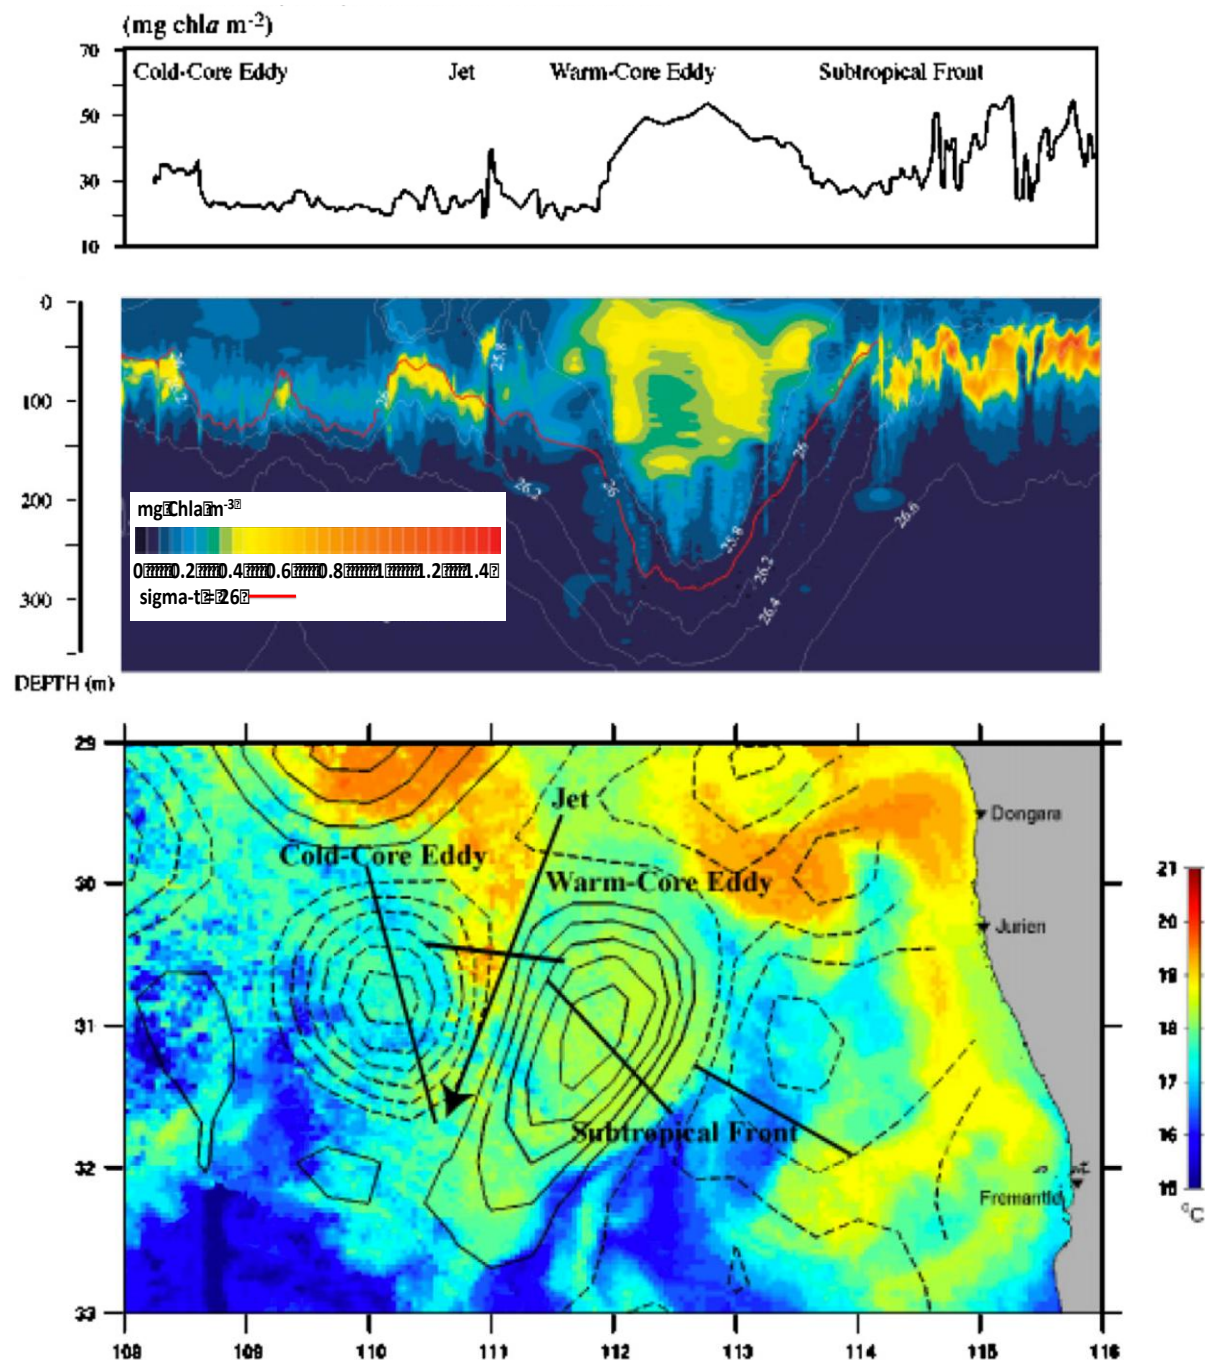 (mg chla m-2)
70
Cold-Core Eddy Jet Warm-Core Eddy Subtropical Front
50
30
10
0
100
200
300
DEPTH (m)
25.8
26
26.2
26
26
25.8
26.2
26.4
26.6
mg Chla m-3
0 0.2 0.4 0.6 0.8 1 1.2 1.4
sigma-t = 26
29
Jet
Dongara
Cold-Core Eddy
Warm-Core Eddy
30
Jurien
31
Subtropical Front
32
Fremantle
33
108 109 110 111 112 113 114 115 116
21
20
19
18
17
16
15
°C